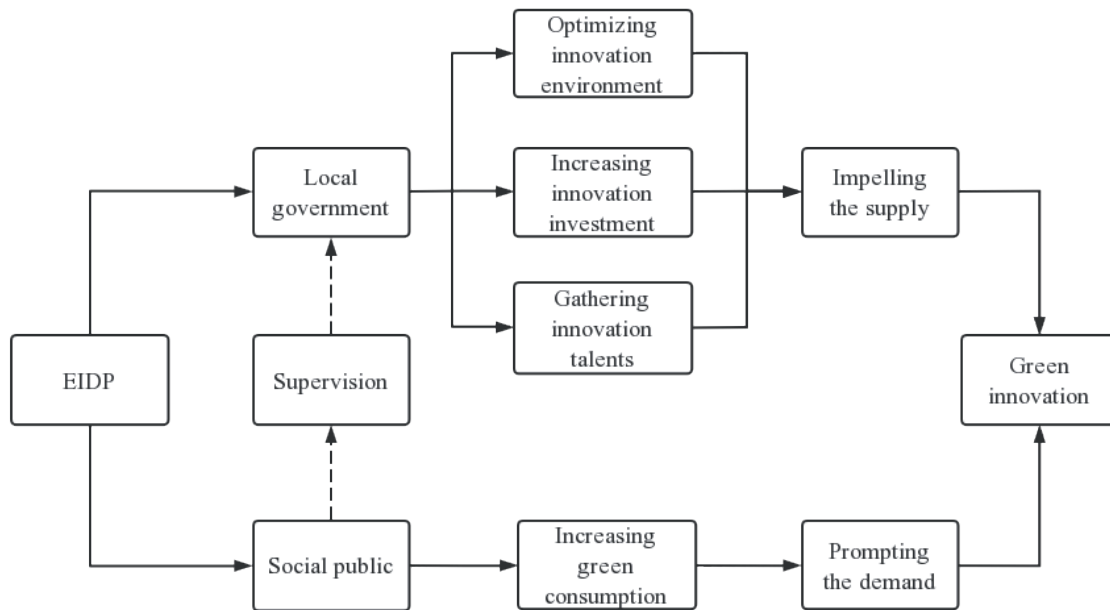 Optimizing
innovation
environment
Local
government
Increasing
innovation
investment
Impelling
the supply
Gathering
innovation
talents
EIDP
Supervision
Green
innovation
Social public
Increasing
green
consumption
Prompting
the demand